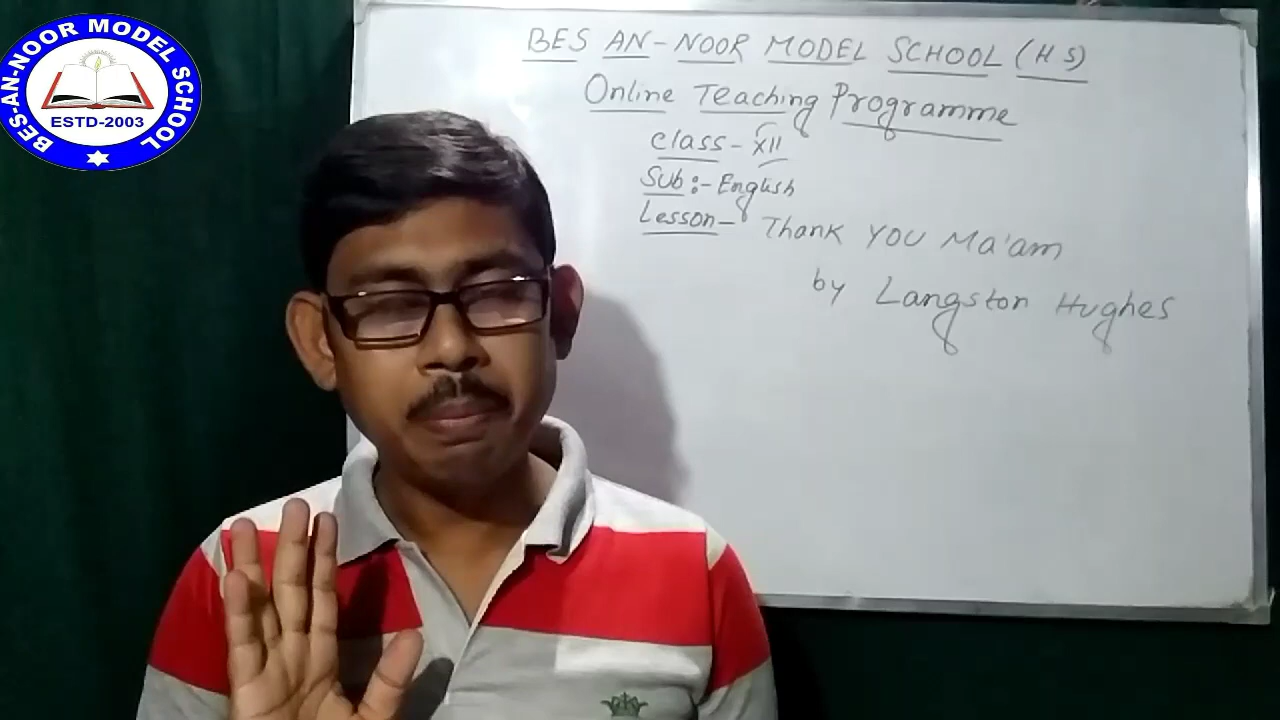 BES-AN-NOOR MODEL SCHOOL
ESTD-2003
BES AN-NOOR MODEL SCHOOL (H S)
Online Teaching Programme
Class - XII
Sub :- English
Lesson - Thank YOU Ma'am
by Langston Hughes